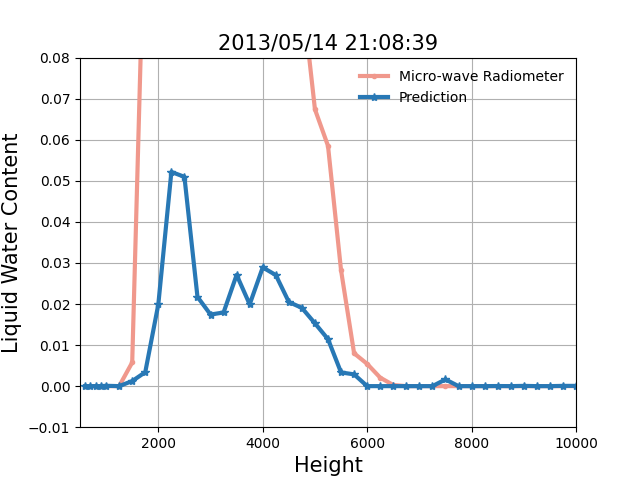 2013/05/14 21:08:39
Micro-wave Radiometer
Prediction
Liquid Water Content
0.08
0.07
0.06
0.05
0.04
0.03
0.02
0.01
0.00
−0.01
2000 4000 6000 8000 10000
Height